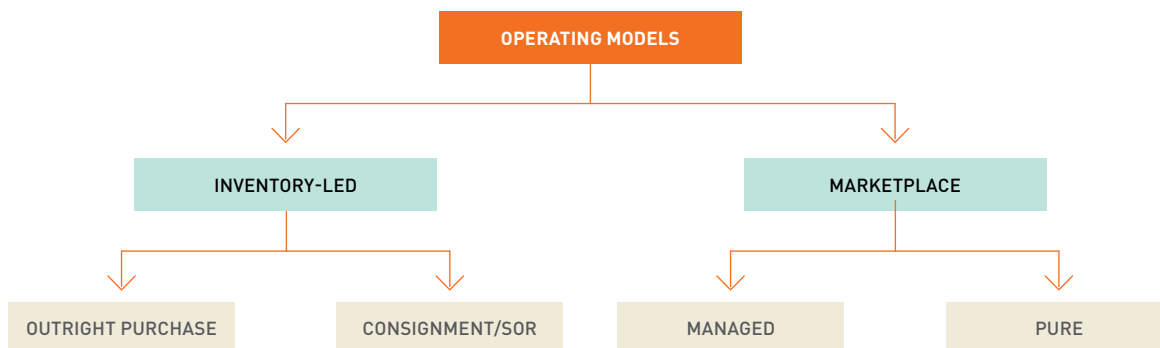 OPERATING MODELS
INVENTORY-LED
MARKETPLACE
OUTRIGHT PURCHASE
CONSIGNMENT/SOR
MANAGED
PURE